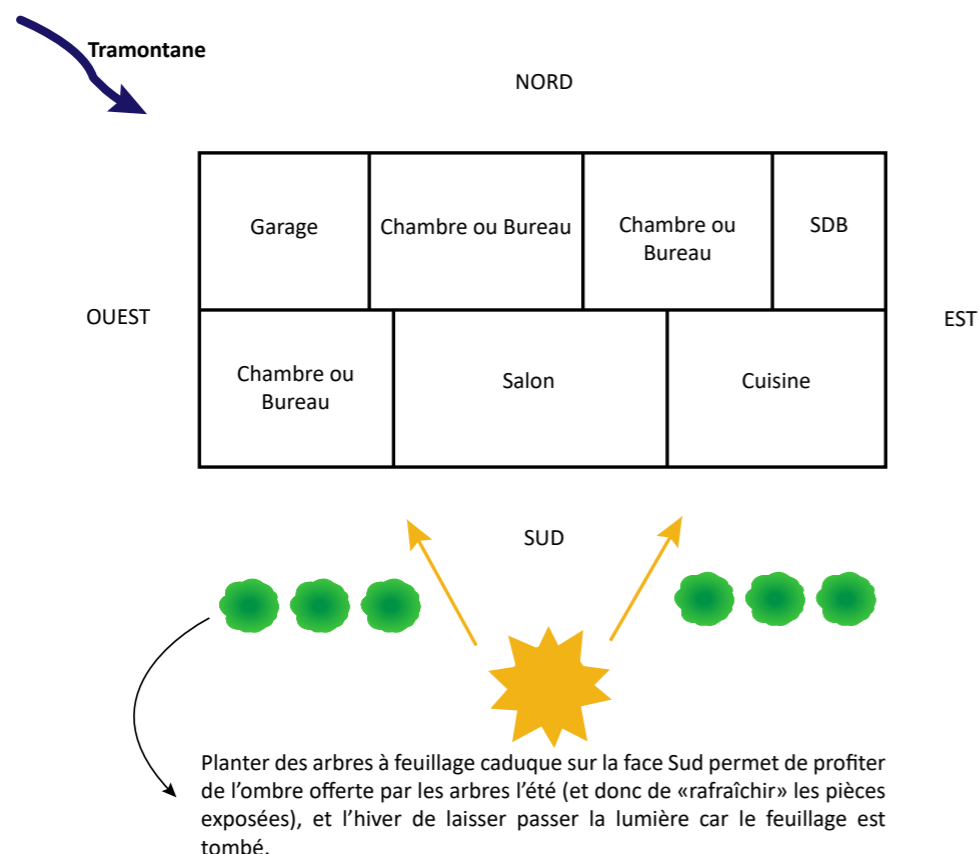 Tramontane
NORD
Garage
Chambre ou Bureau
Chambre ou
Bureau
SDB
OUEST
EST
Chambre ou
Bureau
Salon
Cuisine
SUD
Planter des arbres à feuillage caduque sur la face Sud permet de profiter
de l’ombre offerte par les arbres l’été (et donc de «rafraîchir» les pièces
exposées), et l’hiver de laisser passer la lumière car le feuillage est
tombé.